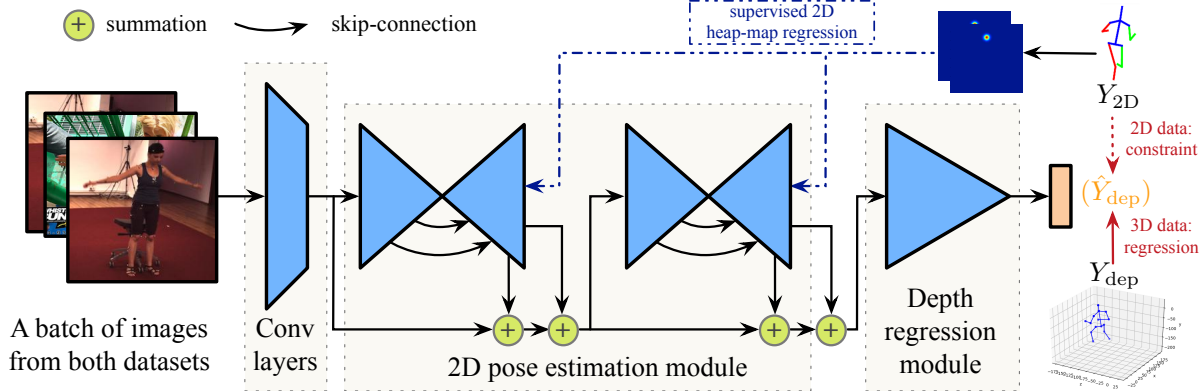 summation
skip-connection
supervised 2D
heap-map regression
Y2D
2D data:
constraint
(Ŷdep)
3D data:
regression
Ydep
A batch of images
from both datasets
Conv
layers
+ + + +
2D pose estimation module
Depth
regression
module